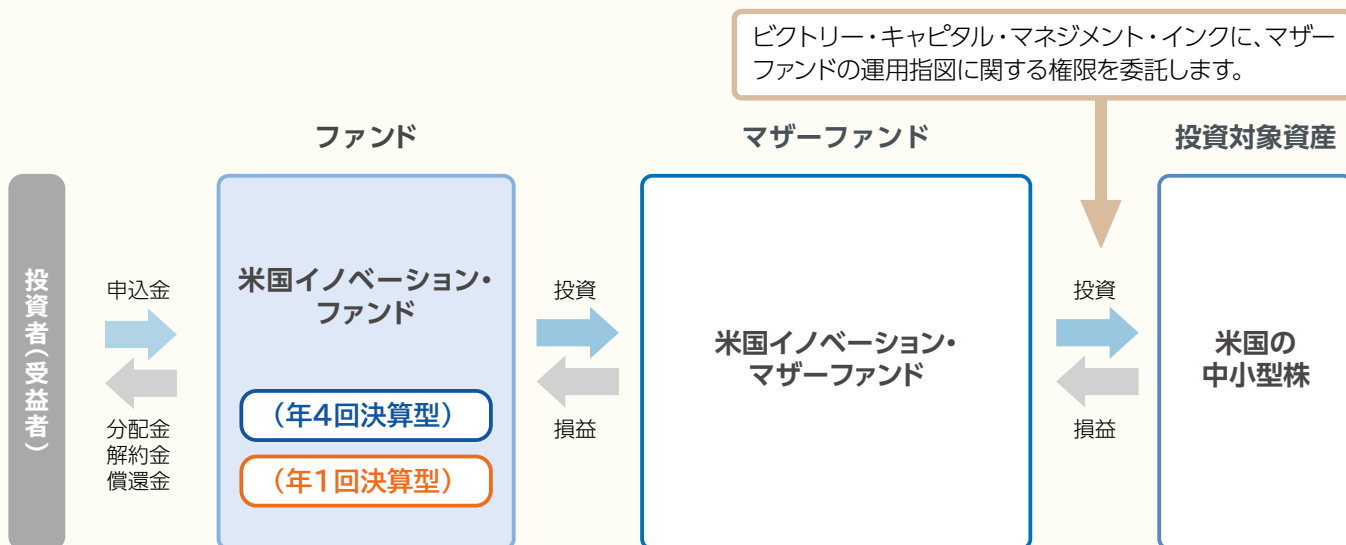 ビクトリー・キャピタル・マネジメント・インクに、マザー
ファンドの運用指図に関する権限を委託します。
ファンド
マザーファンド
投資対象資産
投資者(受益者)
申込金
分配金
解約金
償還金
米国イノベーション・
ファンド
(年4回決算型)
(年1回決算型)
投資
損益
米国イノベーション・
マザーファンド
投資
損益
米国の
中小型株